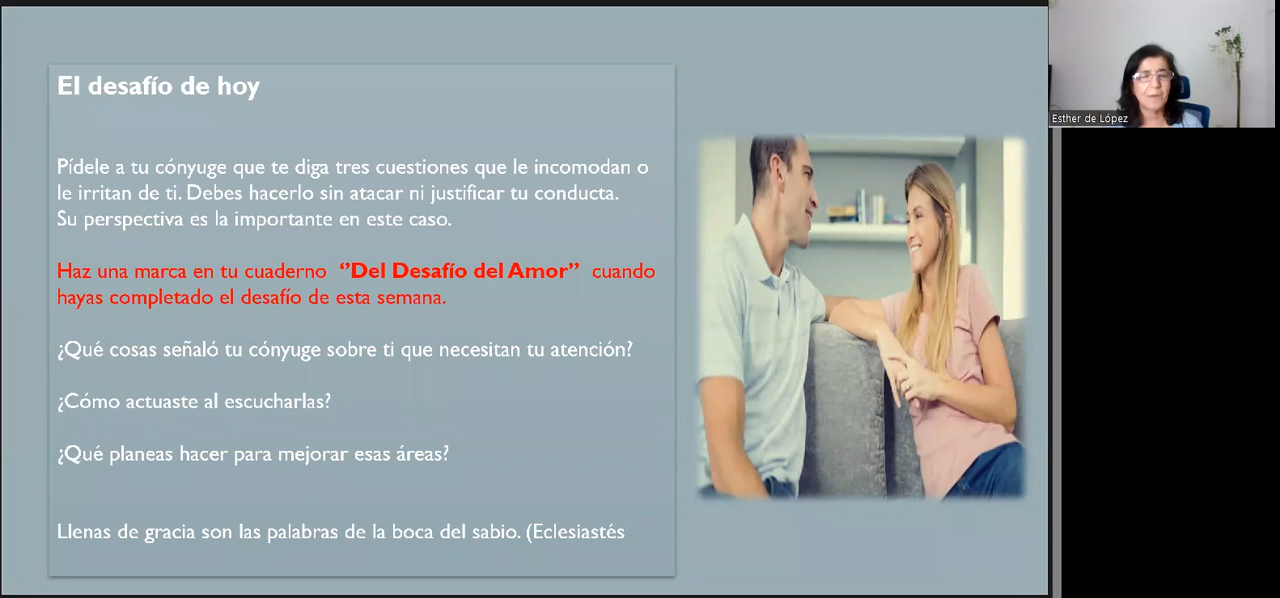 El desafío de hoy
Pídele a tu cónyuge que te diga tres cuestiones que le incomodan o
le irritan de ti. Debes hacerlo sin atacar ni justificar tu conducta.
Su perspectiva es la importante en este caso.
Haz una marca en tu cuaderno “Del Desafío del Amor” cuando
hayas completado el desafío de esta semana.
¿Qué cosas señaló tu cónyuge sobre ti que necesitan tu atención?
¿Cómo actuaste al escucharlas?
¿Qué planeas hacer para mejorar esas áreas?
Llenas de gracia son las palabras de la boca del sabio. (Eclesiastés
Esther de López